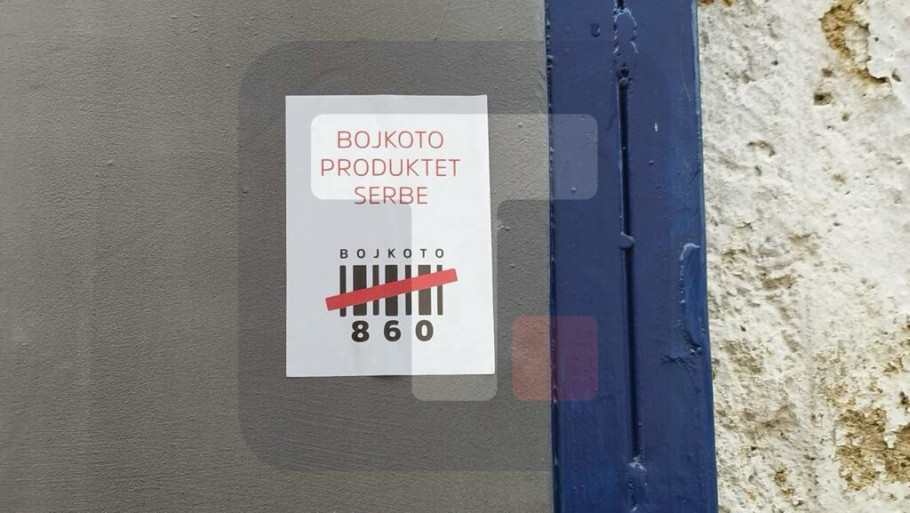 BOJKOTO
PRODUKTET
SERBE
BOJKOTO
860